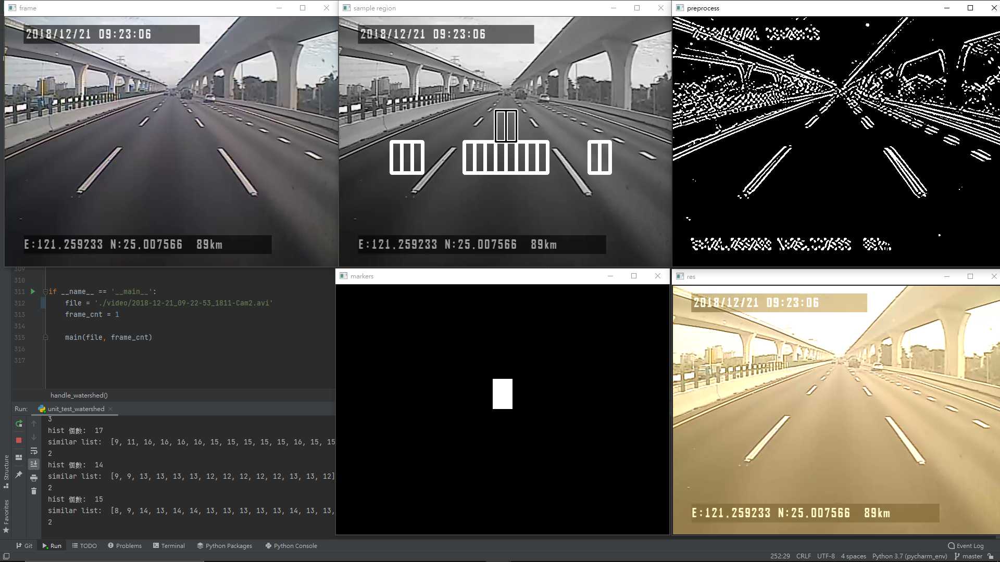 frame
2018/12/21 09:23:06
E:121.259233 N:25.007566 89km
sample region
2018/12/21 09:23:06
E:121.259233 N:25.007566 89km
preprocess
309
310
311 if __name__ == '__main__':
312 file = './video/2018-12-21_09-22-53_1811-Cam2.avi'
313 frame_cnt = 1
314
315 main(file, frame_cnt)
316
317
handle_watershed()
Run: unit_test_watershed
3
hist 個數: 17
similar list: [9, 11, 16, 16, 16, 16, 15, 15, 15, 15, 15, 16, 15, 15
2
hist 個數: 14
similar list: [9, 9, 13, 13, 13, 13, 12, 12, 12, 12, 12, 13, 13, 12]
2
hist 個數: 15
similar list: [8, 9, 14, 13, 14, 14, 13, 13, 13, 13, 13, 14, 13, 13,
2
Structure
Favorites
markers
res
2018/12/21 09:23:06
E:121.259233 N:25.007566 89km
Git Run TODO Problems Terminal Python Packages Python Console Event Log
252:29 CRLF UTF-8 4 spaces Python 3.7 (pycharm_env) master